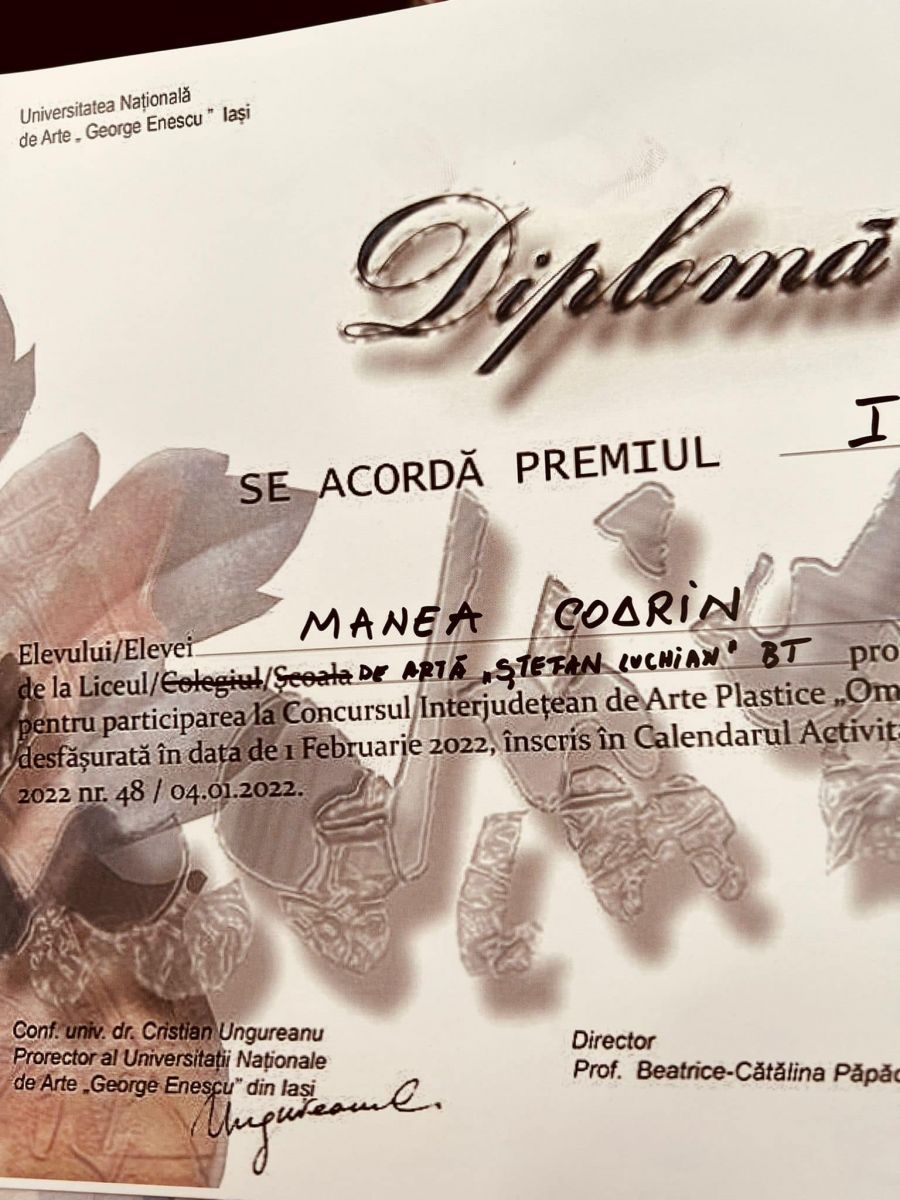 Universitatea Națională
de Arte „ George Enescu " Iași
Diplomă
SE ACORDĂ PREMIUL I
Elevului/Elevei MANEA CODRIN
de la Liceul/Colegiul/Școala DE ARTĂ „ȘTEFAN LUCHIAN" BT pro
pentru participarea la Concursul Interjudețean de Arte Plastice „Om
desfășurată în data de 1 Februarie 2022, înscris în Calendarul Activit
2022 nr. 48 / 04.01.2022.
Conf. univ. dr. Cristian Ungureanu
Prorector al Universității Naționale
de Arte „George Enescu" din Iași
Ungureanu C.
Director
Prof. Beatrice-Cătălina Păpăc